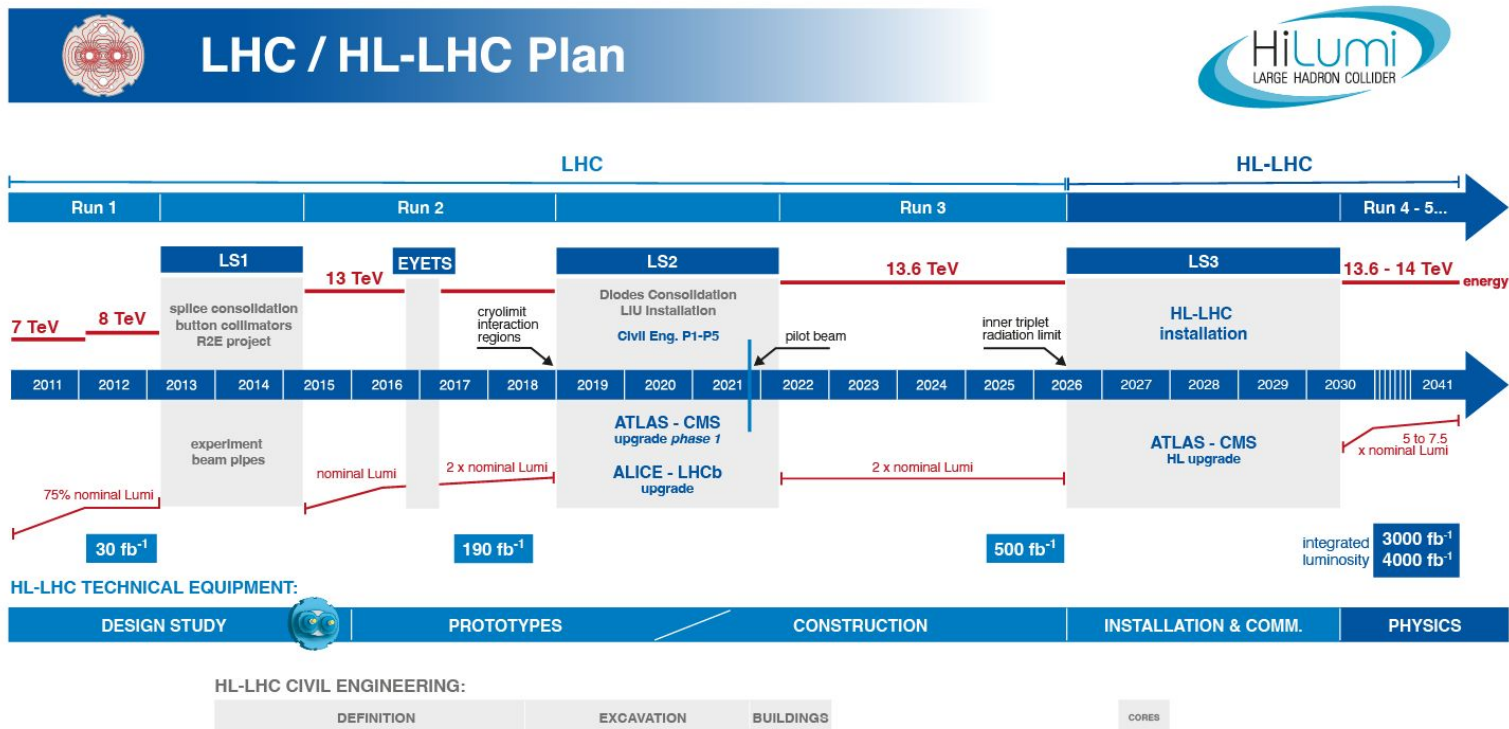 LHC / HL-LHC Plan
HiLumi
LARGE HADRON COLLIDER
LHC
HL-LHC
Run 1
Run 2
Run 3
Run 4 - 5...
LS1
EYETS
LS2
LS3
13 TeV
13.6 TeV
13.6 - 14 TeV
energy
7 TeV
8 TeV
splice consolidation
button collimators
R2E project
cryolimit
interaction
regions
Diodes Consolidation
LIU Installation
Civil Eng. P1-P5
pilot beam
inner triplet
radiation limit
HL-LHC
installation
2011
2012
2013
2014
2015
2016
2017
2018
2019
2020
2021
2022
2023
2024
2025
2026
2027
2028
2029
2030
2041
experiment
beam pipes
ATLAS - CMS
upgrade phase 1
ALICE - LHCb
upgrade
ATLAS - CMS
HL upgrade
5 to 7.5
x nominal Lumi
75% nominal Lumi
nominal Lumi
2 x nominal Lumi
2 x nominal Lumi
30 fb⁻¹
190 fb⁻¹
500 fb⁻¹
integrated
luminosity
3000 fb⁻¹
4000 fb⁻¹
HL-LHC TECHNICAL EQUIPMENT:
DESIGN STUDY
PROTOTYPES
CONSTRUCTION
INSTALLATION & COMM.
PHYSICS
HL-LHC CIVIL ENGINEERING:
DEFINITION
EXCAVATION
BUILDINGS
CORES